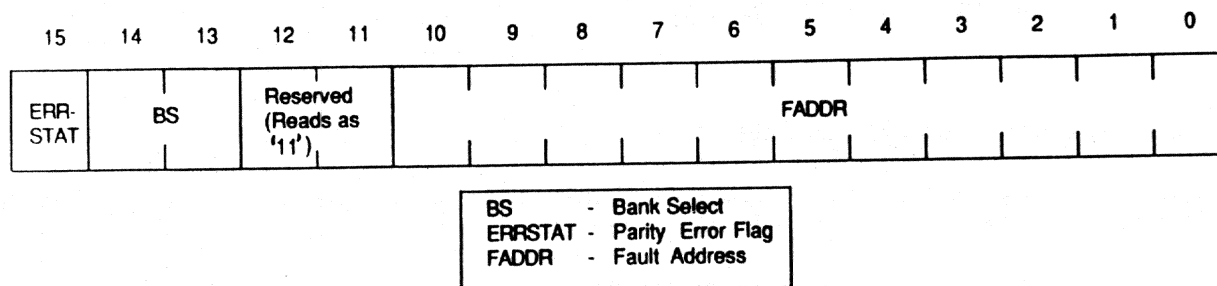 15 14 13 12 11 10 9 8 7 6 5 4 3 2 1 0
ERR-
STAT
BS
Reserved
(Reads as
'11')
FADDR
BS - Bank Select
ERRSTAT - Parity Error Flag
FADDR - Fault Address